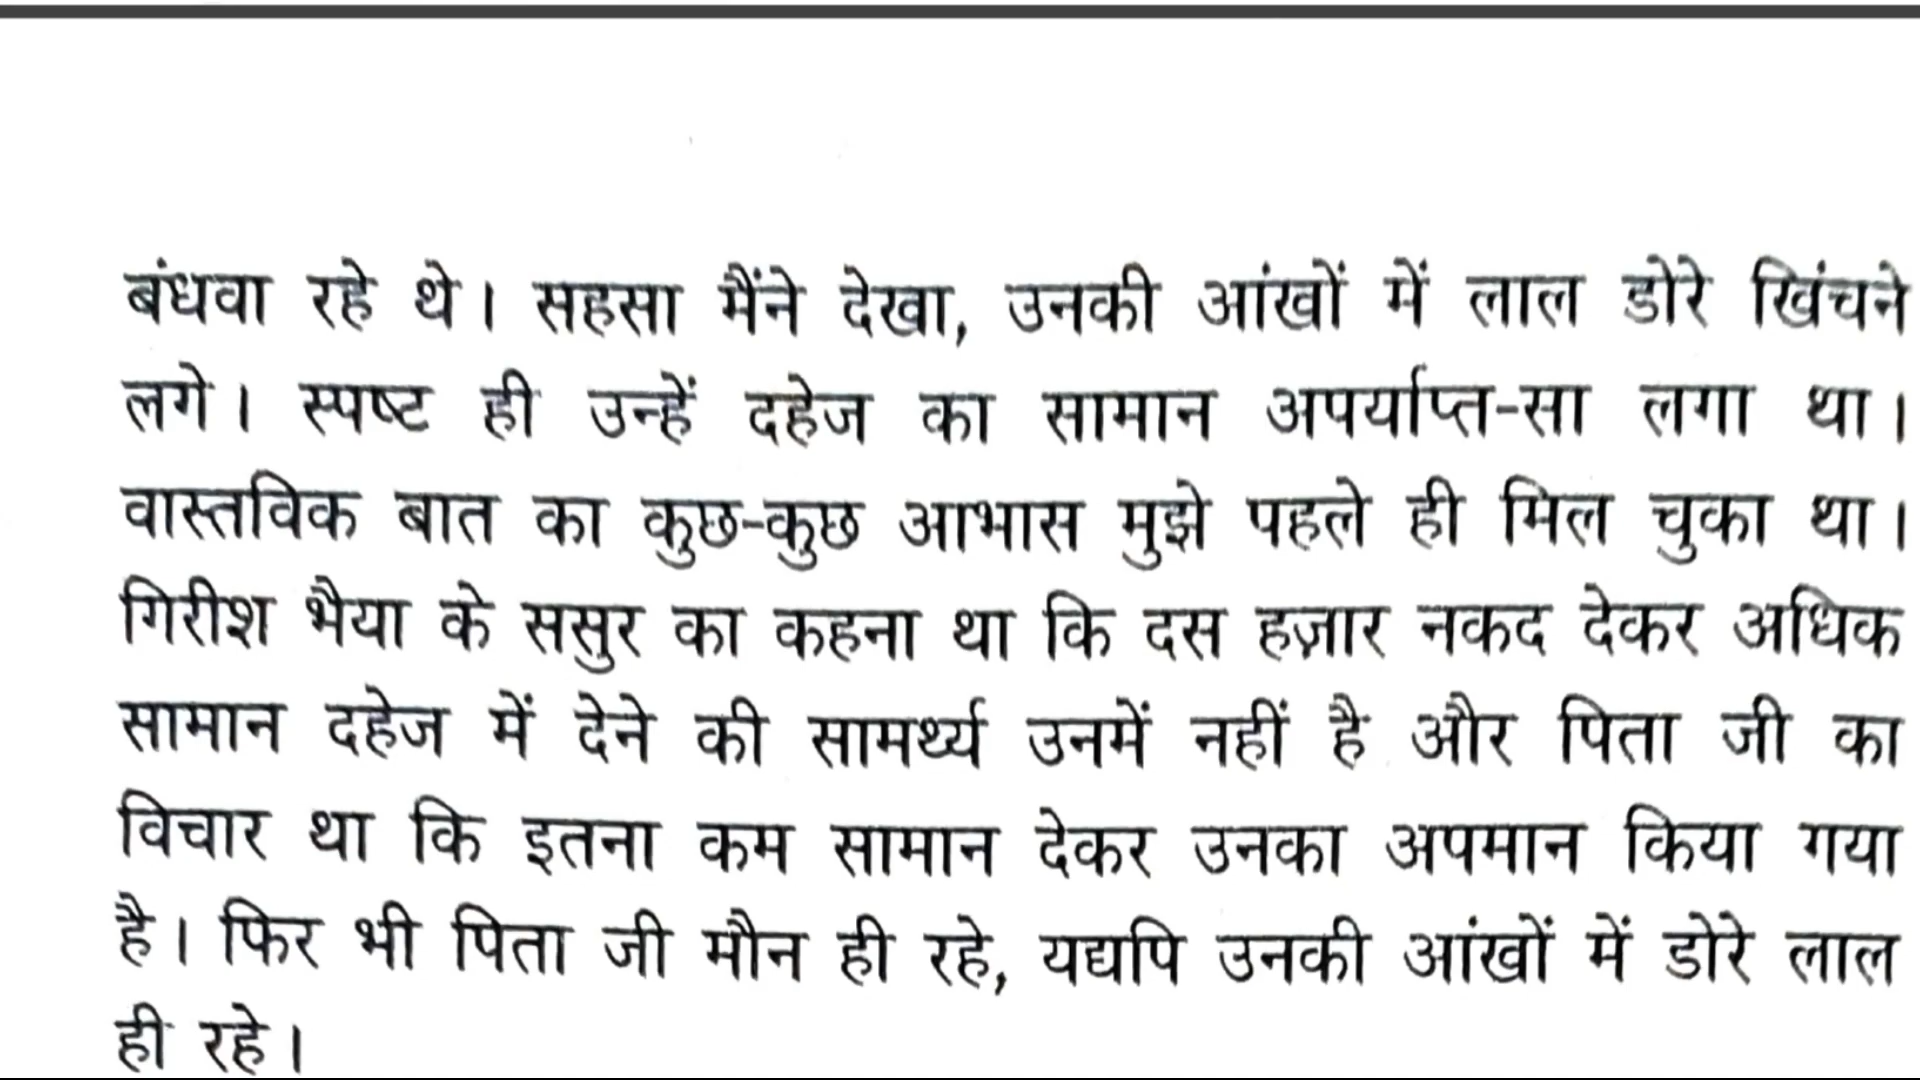 बंधवा रहे थे। सहसा मैंने देखा, उनकी आंखों में लाल डोरे खिंचने
लगे। स्पष्ट ही उन्हें दहेज का सामान अपर्याप्त-सा लगा था।
वास्तविक बात का कुछ-कुछ आभास मुझे पहले ही मिल चुका था।
गिरीश भैया के ससुर का कहना था कि दस हज़ार नकद देकर अधिक
सामान दहेज में देने की सामर्थ्य उनमें नहीं है और पिता जी का
विचार था कि इतना कम सामान देकर उनका अपमान किया गया
है। फिर भी पिता जी मौन ही रहे, यद्यपि उनकी आंखों में डोरे लाल
ही रहे।